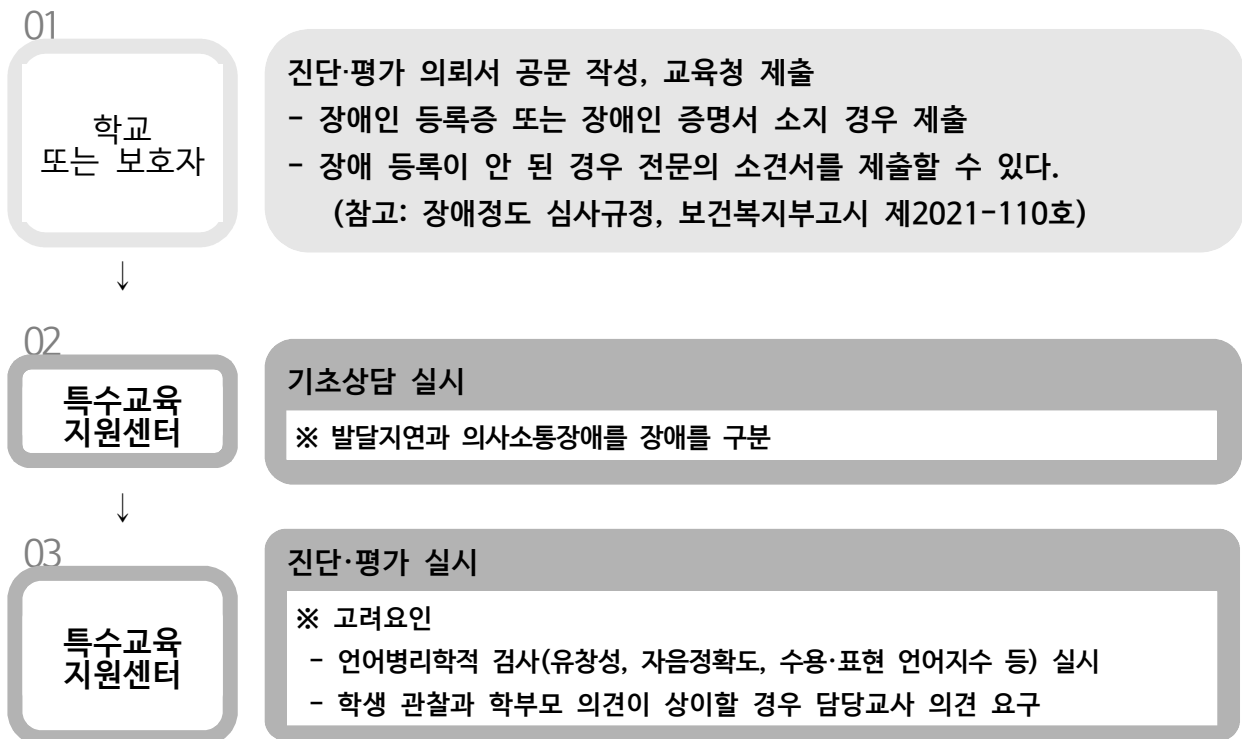 01
학교
또는 보호자
진단·평가 의뢰서 공문 작성, 교육청 제출
- 장애인 등록증 또는 장애인 증명서 소지 경우 제출
- 장애 등록이 안 된 경우 전문의 소견서를 제출할 수 있다.
(참고: 장애정도 심사규정, 보건복지부고시 제2021-110호)
↓
02
특수교육
지원센터
기초상담 실시
※ 발달지연과 의사소통장애를 장애를 구분
↓
03
특수교육
지원센터
진단·평가 실시
※ 고려요인
- 언어병리학적 검사(유창성, 자음정확도, 수용·표현 언어지수 등) 실시
- 학생 관찰과 학부모 의견이 상이할 경우 담당교사 의견 요구